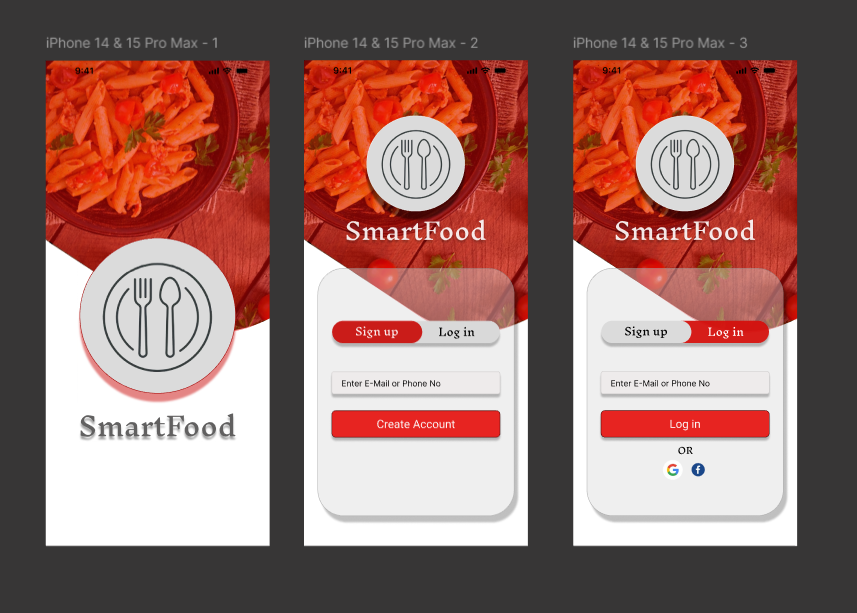 iPhone 14 & 15 Pro Max - 1
9:41
SmartFood
iPhone 14 & 15 Pro Max - 2
9:41
SmartFood
Sign up
Log in
Enter E-Mail or Phone No
Create Account
iPhone 14 & 15 Pro Max - 3
9:41
SmartFood
Sign up
Log in
Enter E-Mail or Phone No
Log in
OR